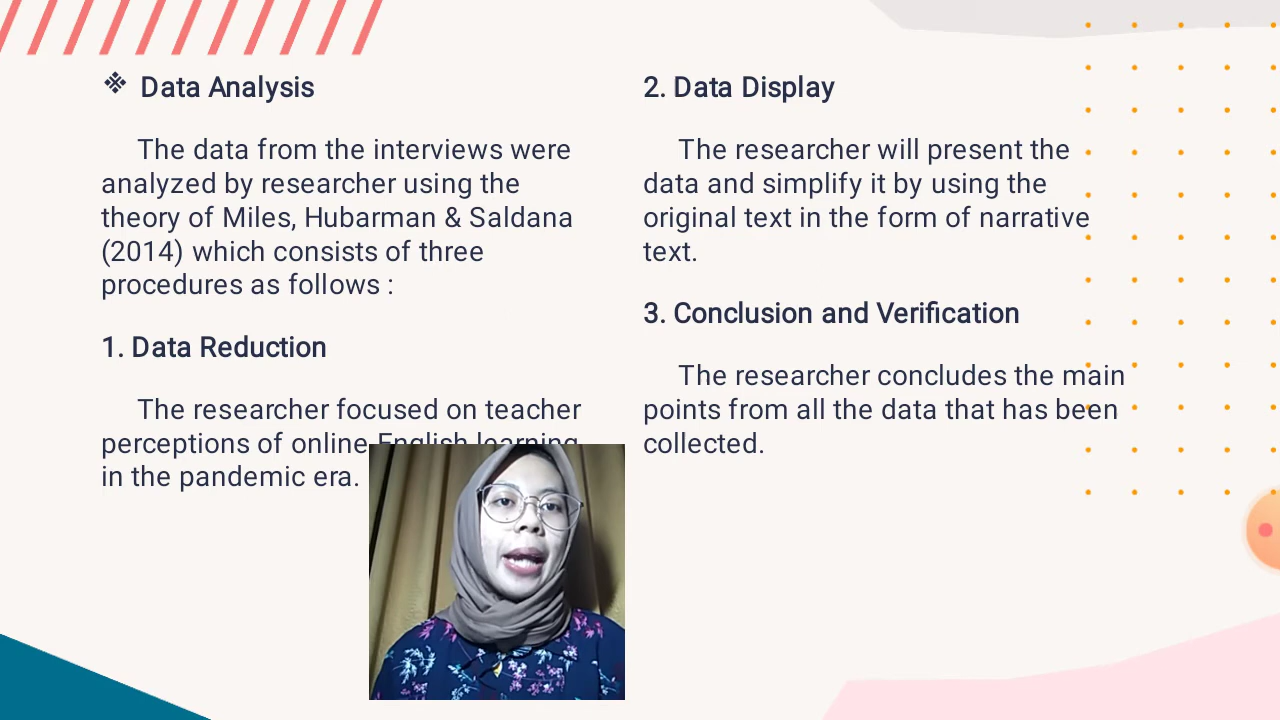 Data Analysis
The data from the interviews were
analyzed by researcher using the
theory of Miles, Hubarman & Saldana
(2014) which consists of three
procedures as follows :
1. Data Reduction
The researcher focused on teacher
perceptions of online English learning
in the pandemic era.
2. Data Display
The researcher will present the
data and simplify it by using the
original text in the form of narrative
text.
3. Conclusion and Verification
The researcher concludes the main
points from all the data that has been
collected.